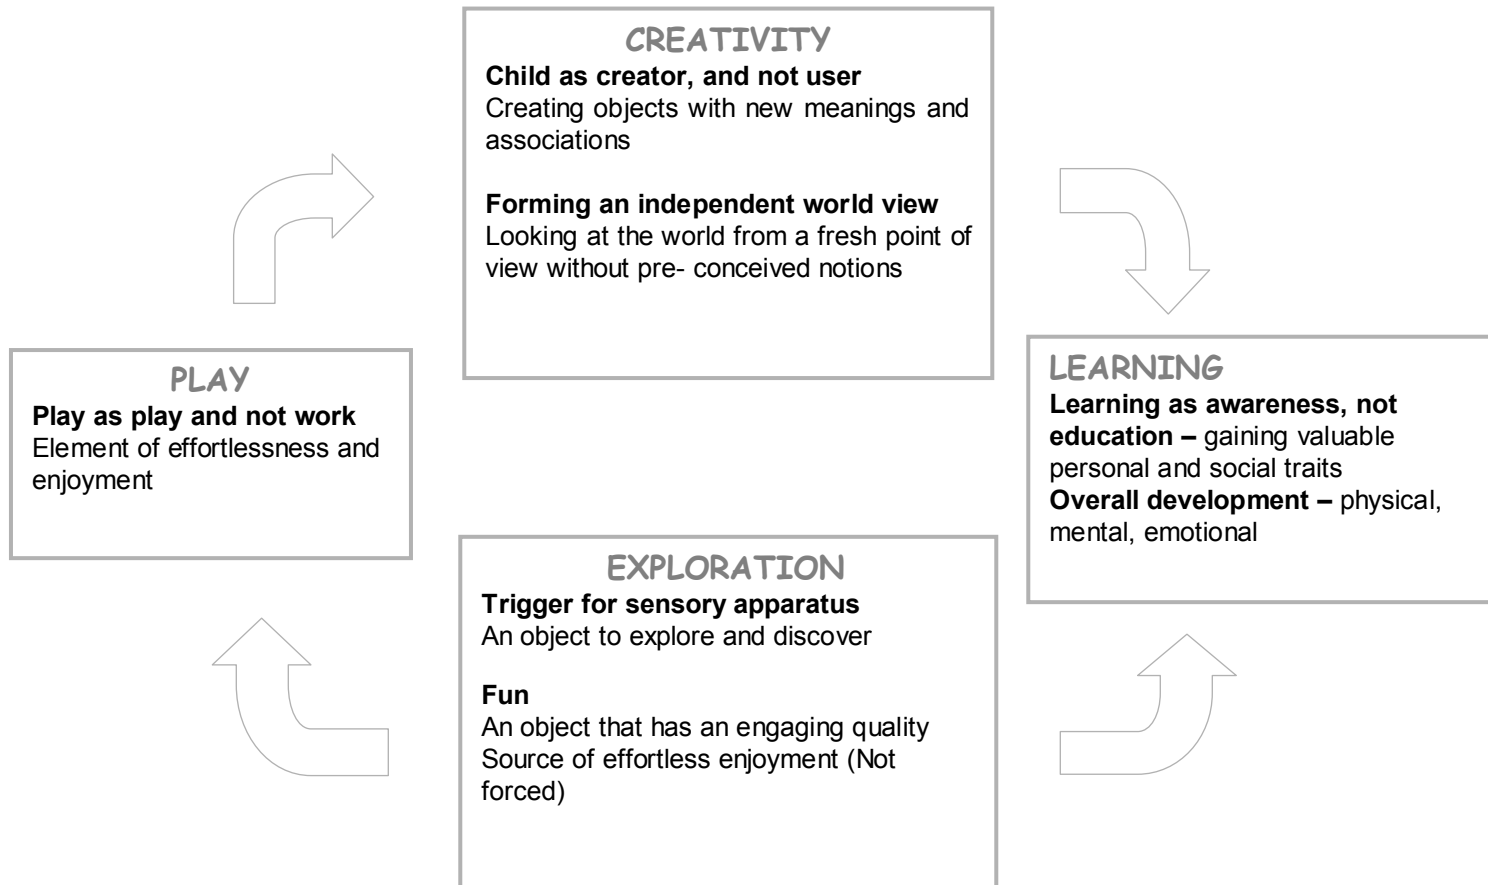 CREATIVITY
Child as creator, and not user
Creating objects with new meanings and
associations
Forming an independent world view
Looking at the world from a fresh point of
view without pre- conceived notions
PLAY
Play as play and not work
Element of effortlessness and
enjoyment
LEARNING
Learning as awareness, not
education – gaining valuable
personal and social traits
Overall development – physical,
mental, emotional
EXPLORATION
Trigger for sensory apparatus
An object to explore and discover
Fun
An object that has an engaging quality
Source of effortless enjoyment (Not
forced)